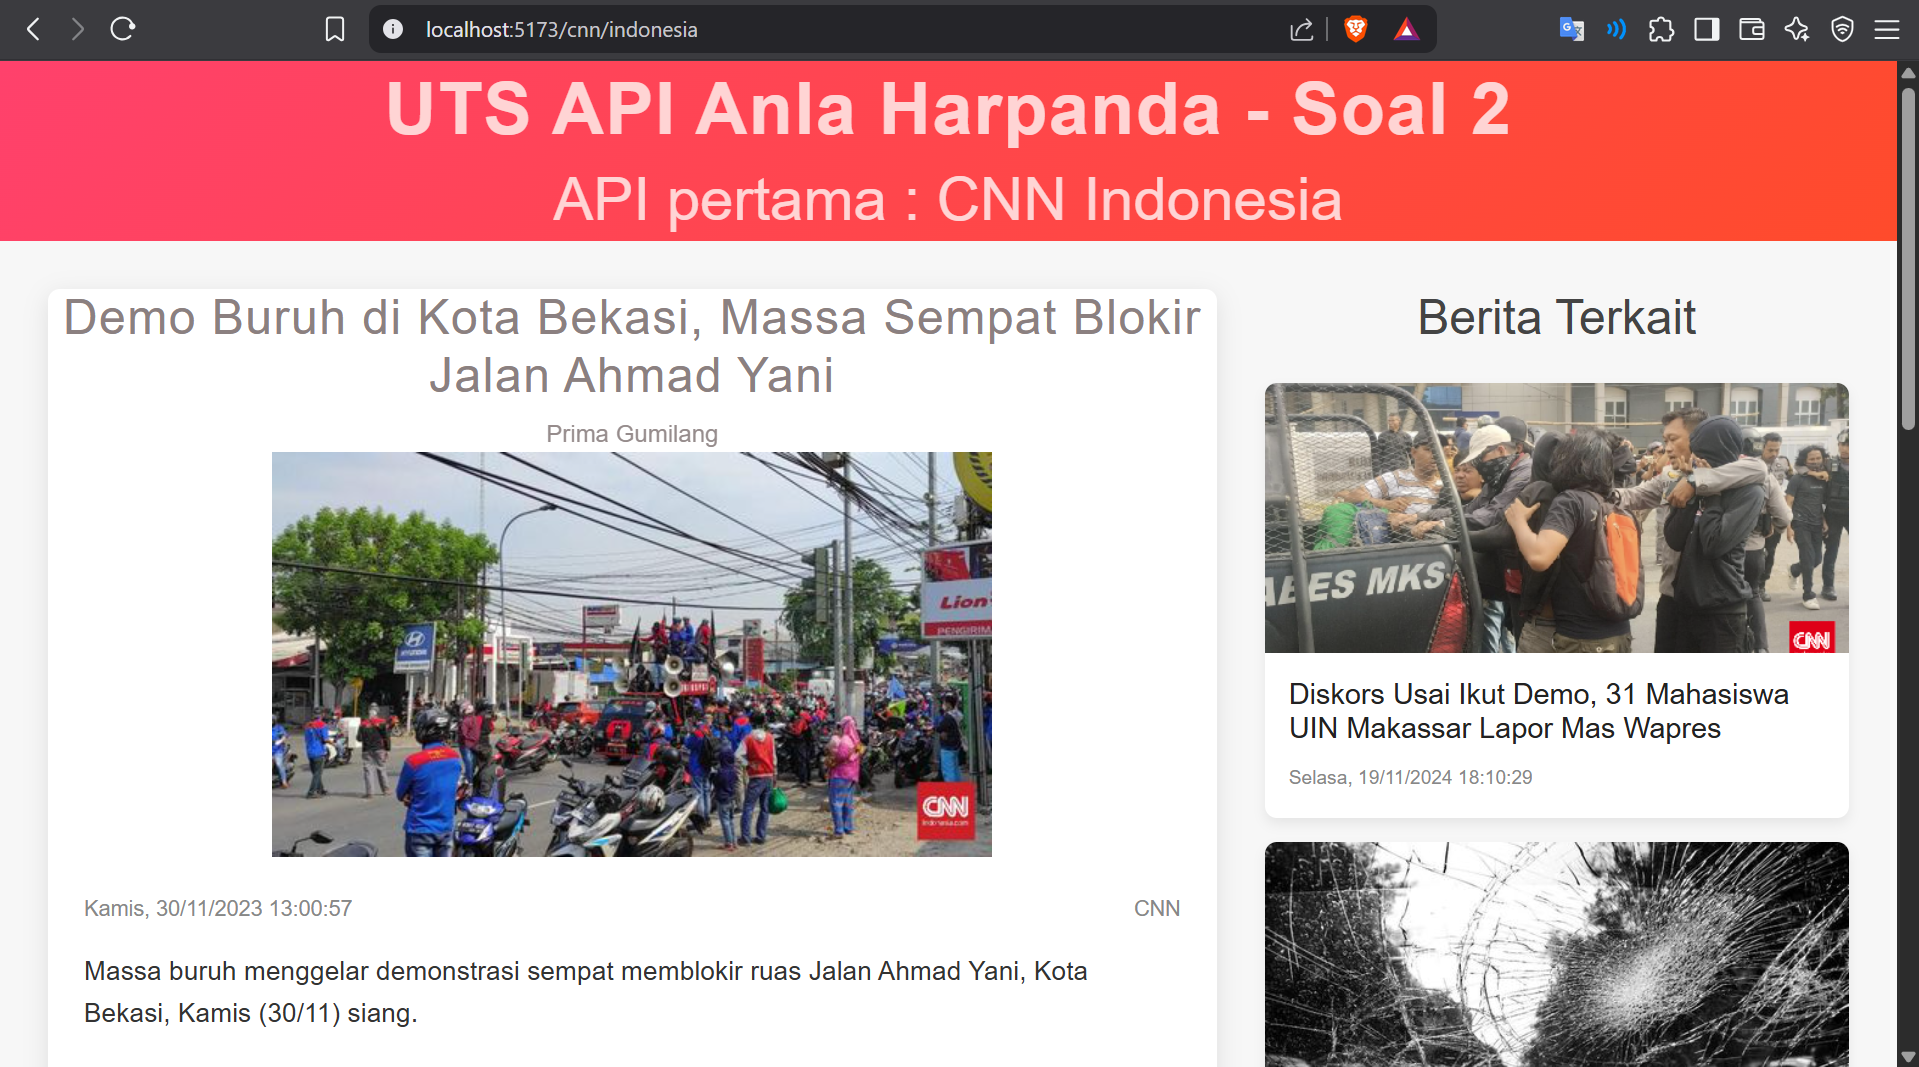 localhost:5173/cnn/indonesia
UTS API Anla Harpanda - Soal 2
API pertama : CNN Indonesia
Demo Buruh di Kota Bekasi, Massa Sempat Blokir
Jalan Ahmad Yani
Prima Gumilang
HYUNDAI
Lion
PENGIRIM
CNN
Indonesia.com
Kamis, 30/11/2023 13:00:57
CNN
Massa buruh menggelar demonstrasi sempat memblokir ruas Jalan Ahmad Yani, Kota
Bekasi, Kamis (30/11) siang.
Berita Terkait
ABES MKS
CNN
Diskors Usai Ikut Demo, 31 Mahasiswa
UIN Makassar Lapor Mas Wapres
Selasa, 19/11/2024 18:10:29